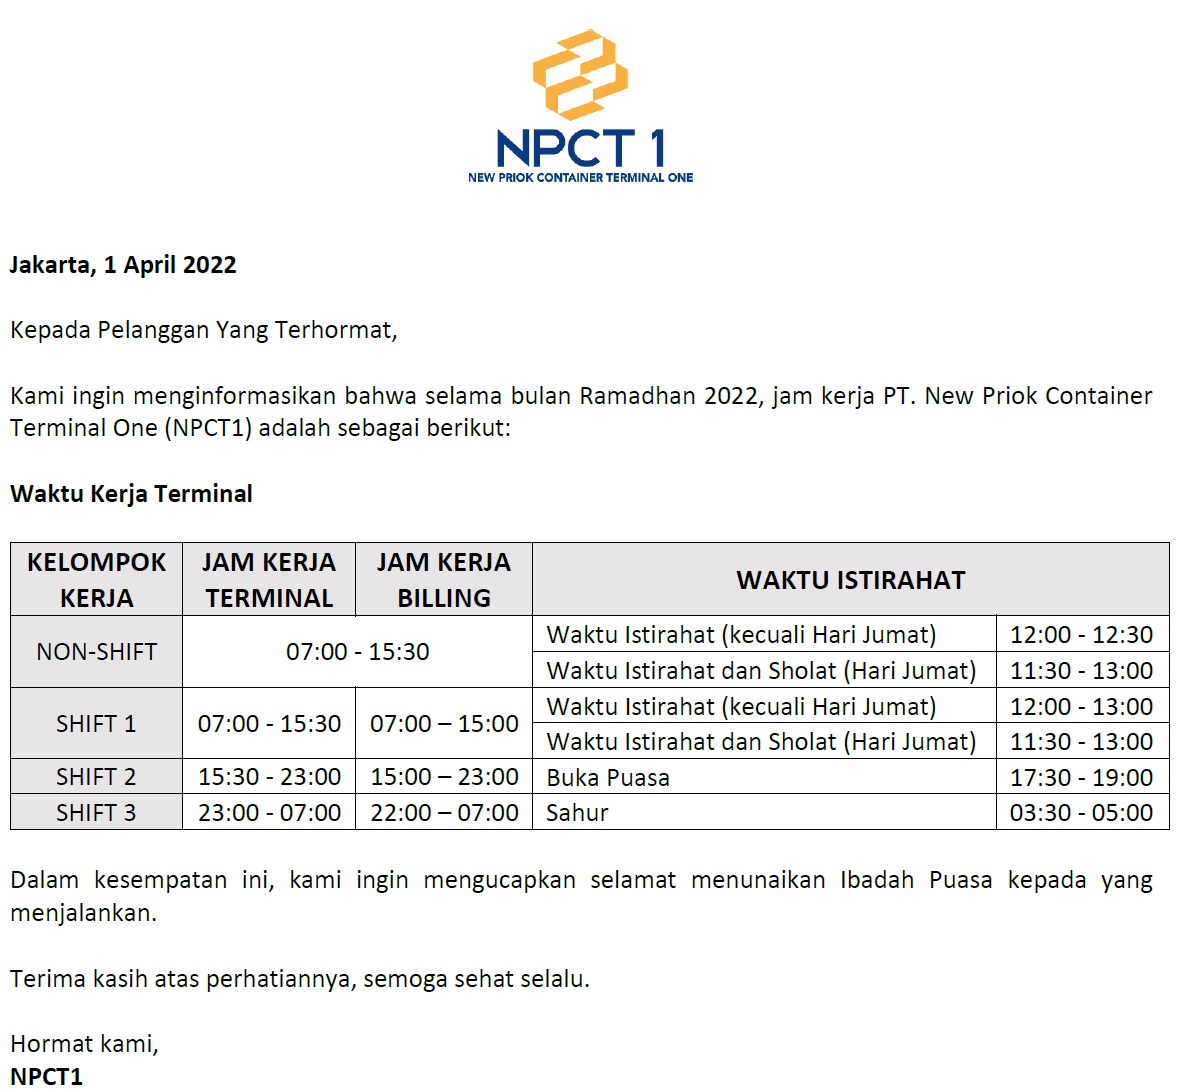 NPCT 1
NEW PRIOK CONTAINER TERMINAL ONE
Jakarta, 1 April 2022
Kepada Pelanggan Yang Terhormat,
Kami ingin menginformasikan bahwa selama bulan Ramadhan 2022, jam kerja PT. New Priok Container
Terminal One (NPCT1) adalah sebagai berikut:
Waktu Kerja Terminal
KELOMPOK KERJA JAM KERJA TERMINAL JAM KERJA BILLING WAKTU ISTIRAHAT
NON-SHIFT 07:00 - 15:30 Waktu Istirahat (kecuali Hari Jumat) 12:00 - 12:30
Waktu Istirahat dan Sholat (Hari Jumat) 11:30 - 13:00
SHIFT 1 07:00 - 15:30 07:00 – 15:00 Waktu Istirahat (kecuali Hari Jumat) 12:00 - 13:00
Waktu Istirahat dan Sholat (Hari Jumat) 11:30 - 13:00
SHIFT 2 15:30 - 23:00 15:00 – 23:00 Buka Puasa 17:30 - 19:00
SHIFT 3 23:00 - 07:00 22:00 – 07:00 Sahur 03:30 - 05:00
Dalam kesempatan ini, kami ingin mengucapkan selamat menunaikan Ibadah Puasa kepada yang
menjalankan.
Terima kasih atas perhatiannya, semoga sehat selalu.
Hormat kami,
NPCT1